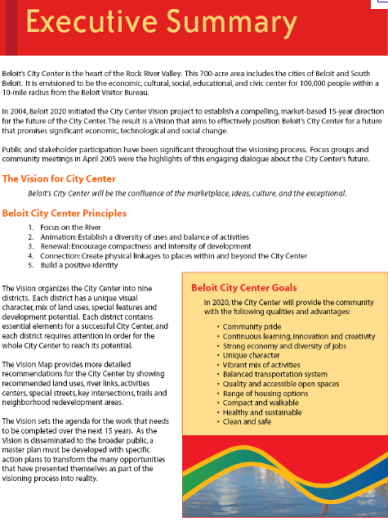 Executive Summary
Beloit's City Center is the heart of the Rock River Valley. This 700-acre area includes the cities of Beloit and South
Beloit. It is envisioned to be the economic, cultural, social, educational, and civic center for 100,000 people within a
10-mile radius from the Beloit Visitor Bureau.
In 2004, Beloit 2020 initiated the City Center Vision project to establish a compelling, market-based 15-year direction
for the future of the City Center. The result is a Vision that aims to effectively position Beloit's City Center for a future
that promises significant economic, technological and social change.
Public and stakeholder participation have been significant throughout the visioning process. Focus groups and
community meetings in April 2005 were the highlights of this engaging dialogue about the City Center's future.
The Vision for City Center
Beloit's City Center will be the confluence of the marketplace, ideas, culture, and the exceptional.
Beloit City Center Principles
1. Focus on the River
2. Animation: Establish a diversity of uses and balance of activities
3. Renewal: Encourage compactness and intensity of development
4. Connection: Create physical linkages to places within and beyond the City Center
5. Build a positive identity
The Vision organizes the City Center into nine
districts. Each district has a unique visual
character, mix of land uses, special features and
development potential. Each district contains
essential elements for a successful City Center, and
each district requires attention in order for the
whole City Center to reach its potential.
The Vision Map provides more detailed
recommendations for the City Center by showing
recommended land uses, river links, activities
centers, special streets, key intersections, trails and
neighborhood redevelopment areas.
The Vision sets the agenda for the work that needs
to be completed over the next 15 years. As the
Vision is disseminated to the broader public, a
master plan must be developed with specific
action plans to transform the many opportunities
that have presented themselves as part of the
visioning process into reality.
Beloit City Center Goals
In 2020, the City Center will provide the community
with the following qualities and advantages:
• Community pride
• Continuous learning, innovation and creativity
• Strong economy and diversity of jobs
• Unique character
• Vibrant mix of activities
• Balanced transportation system
• Quality and accessible open spaces
• Range of housing options
• Compact and walkable
• Healthy and sustainable
• Clean and safe